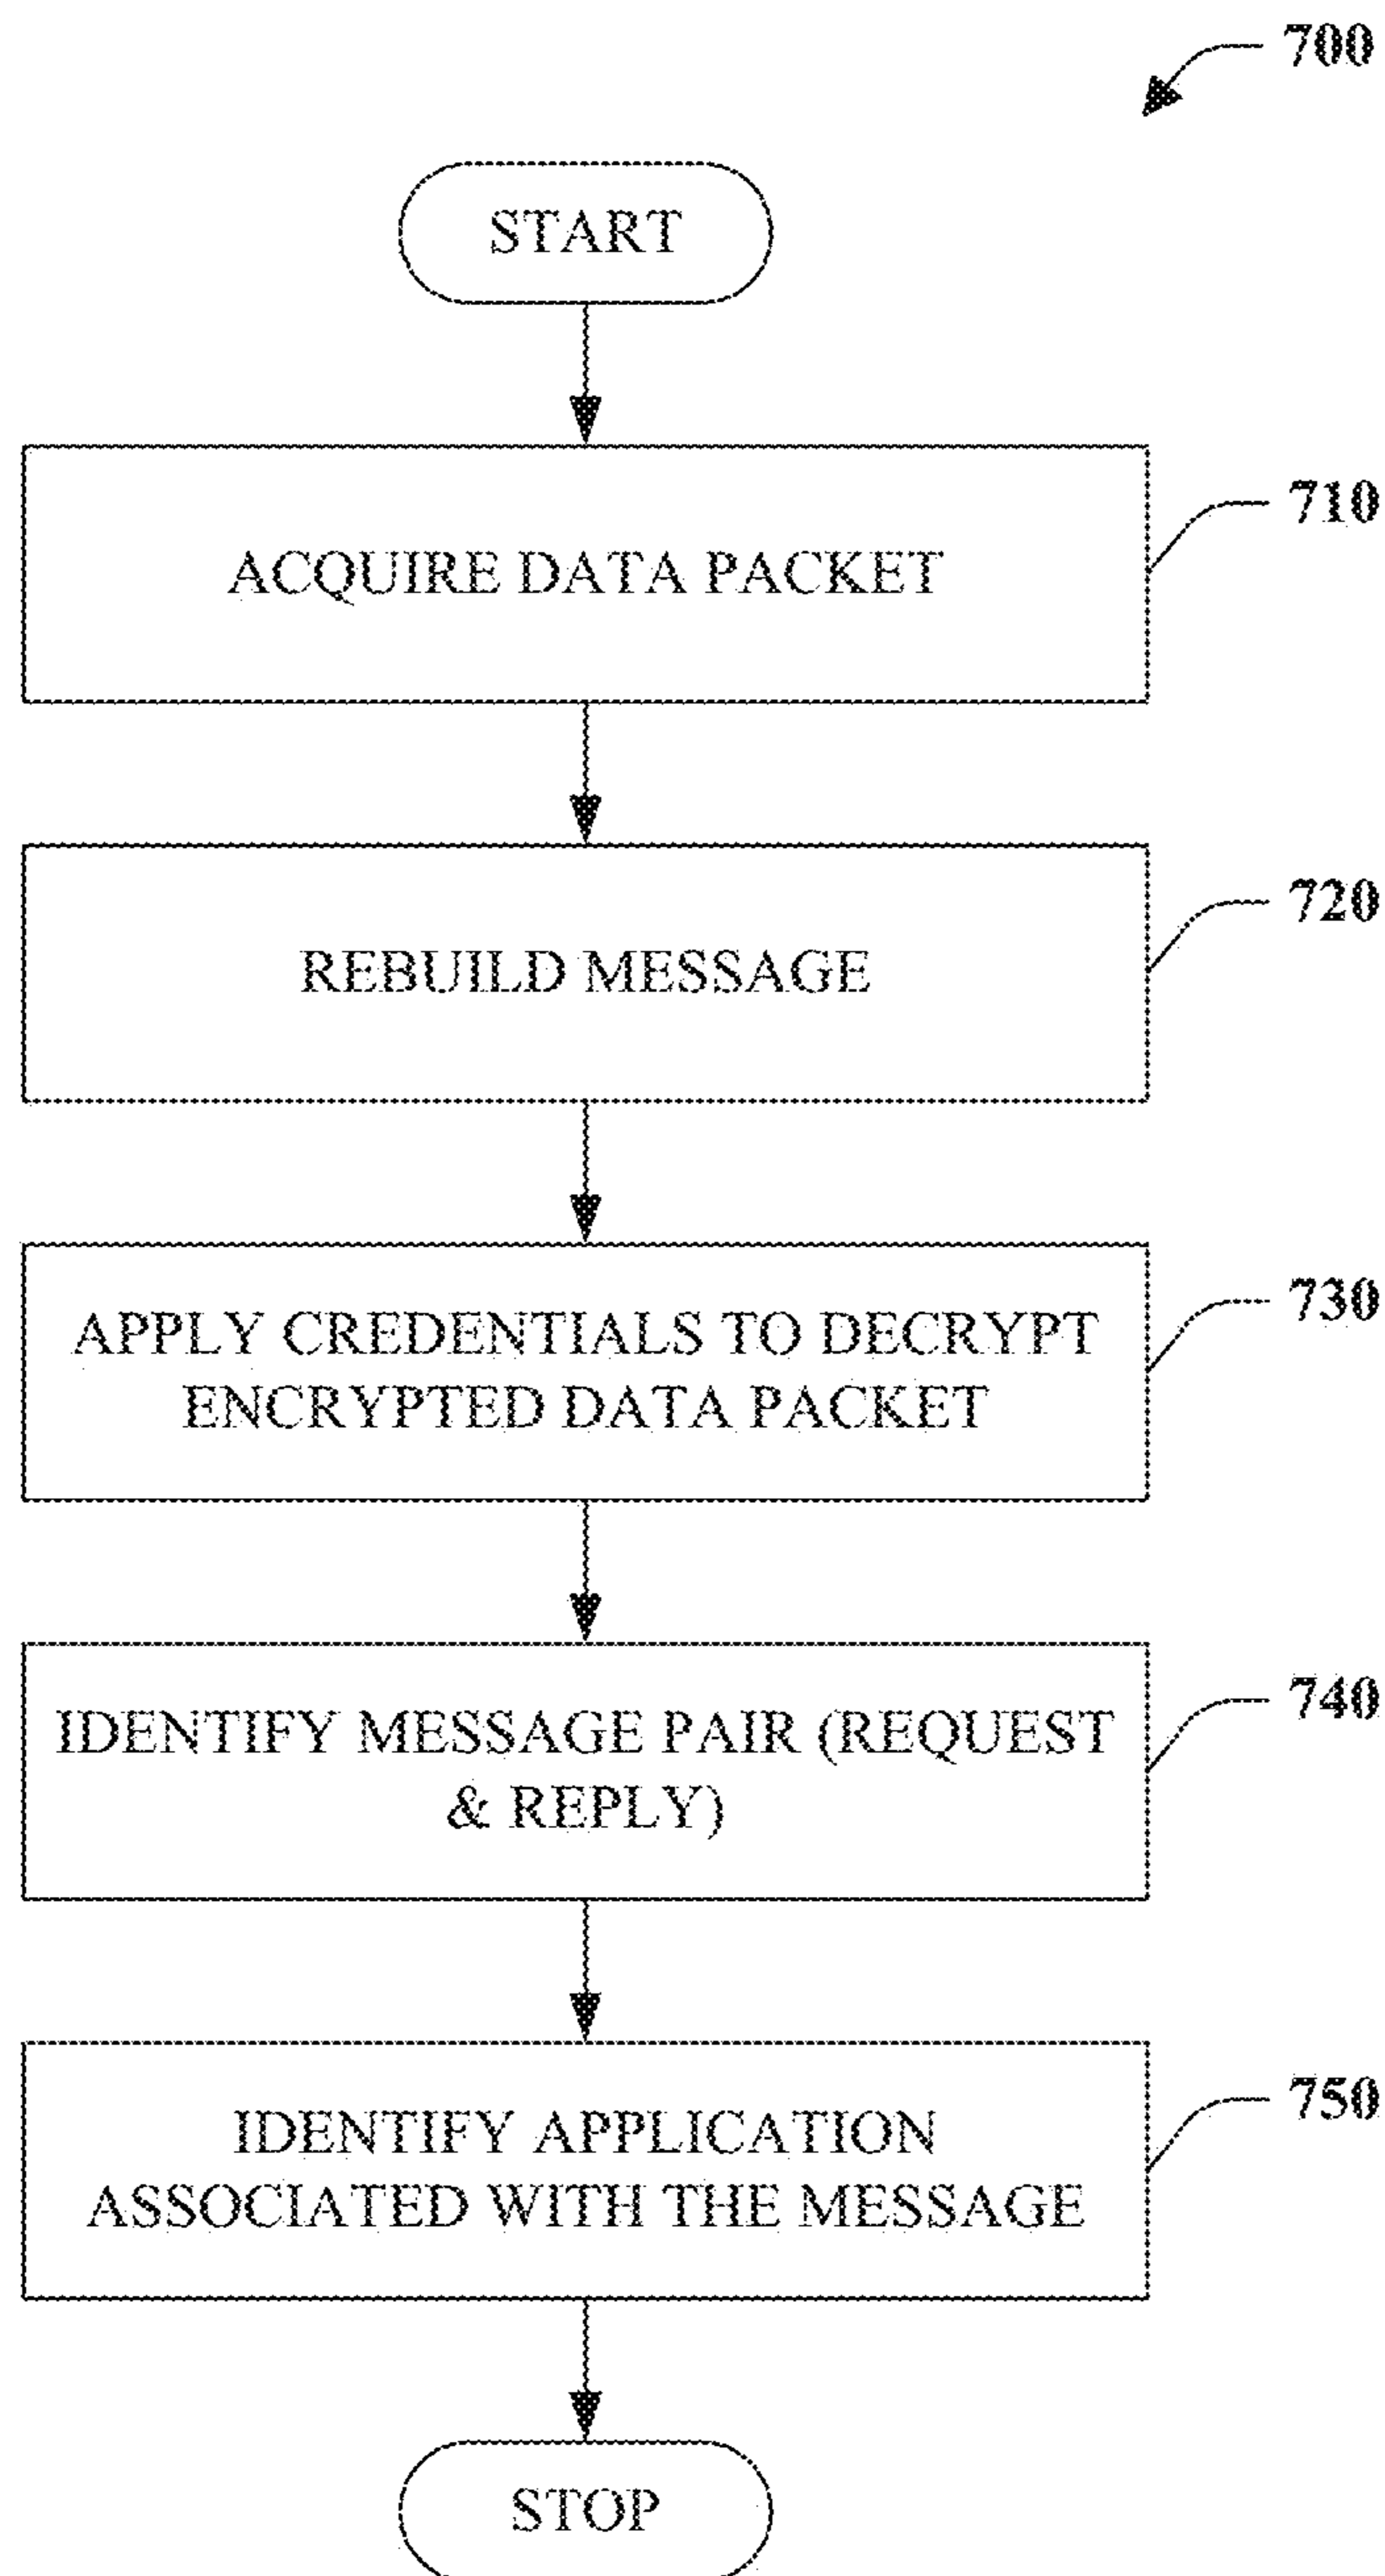 700
START
ACQUIRE DATA PACKET
710
REBUILD MESSAGE
720
APPLY CREDENTIALS TO DECRYPT
ENCRYPTED DATA PACKET
730
IDENTIFY MESSAGE PAIR (REQUEST
& REPLY)
740
IDENTIFY APPLICATION
ASSOCIATED WITH THE MESSAGE
750
STOP